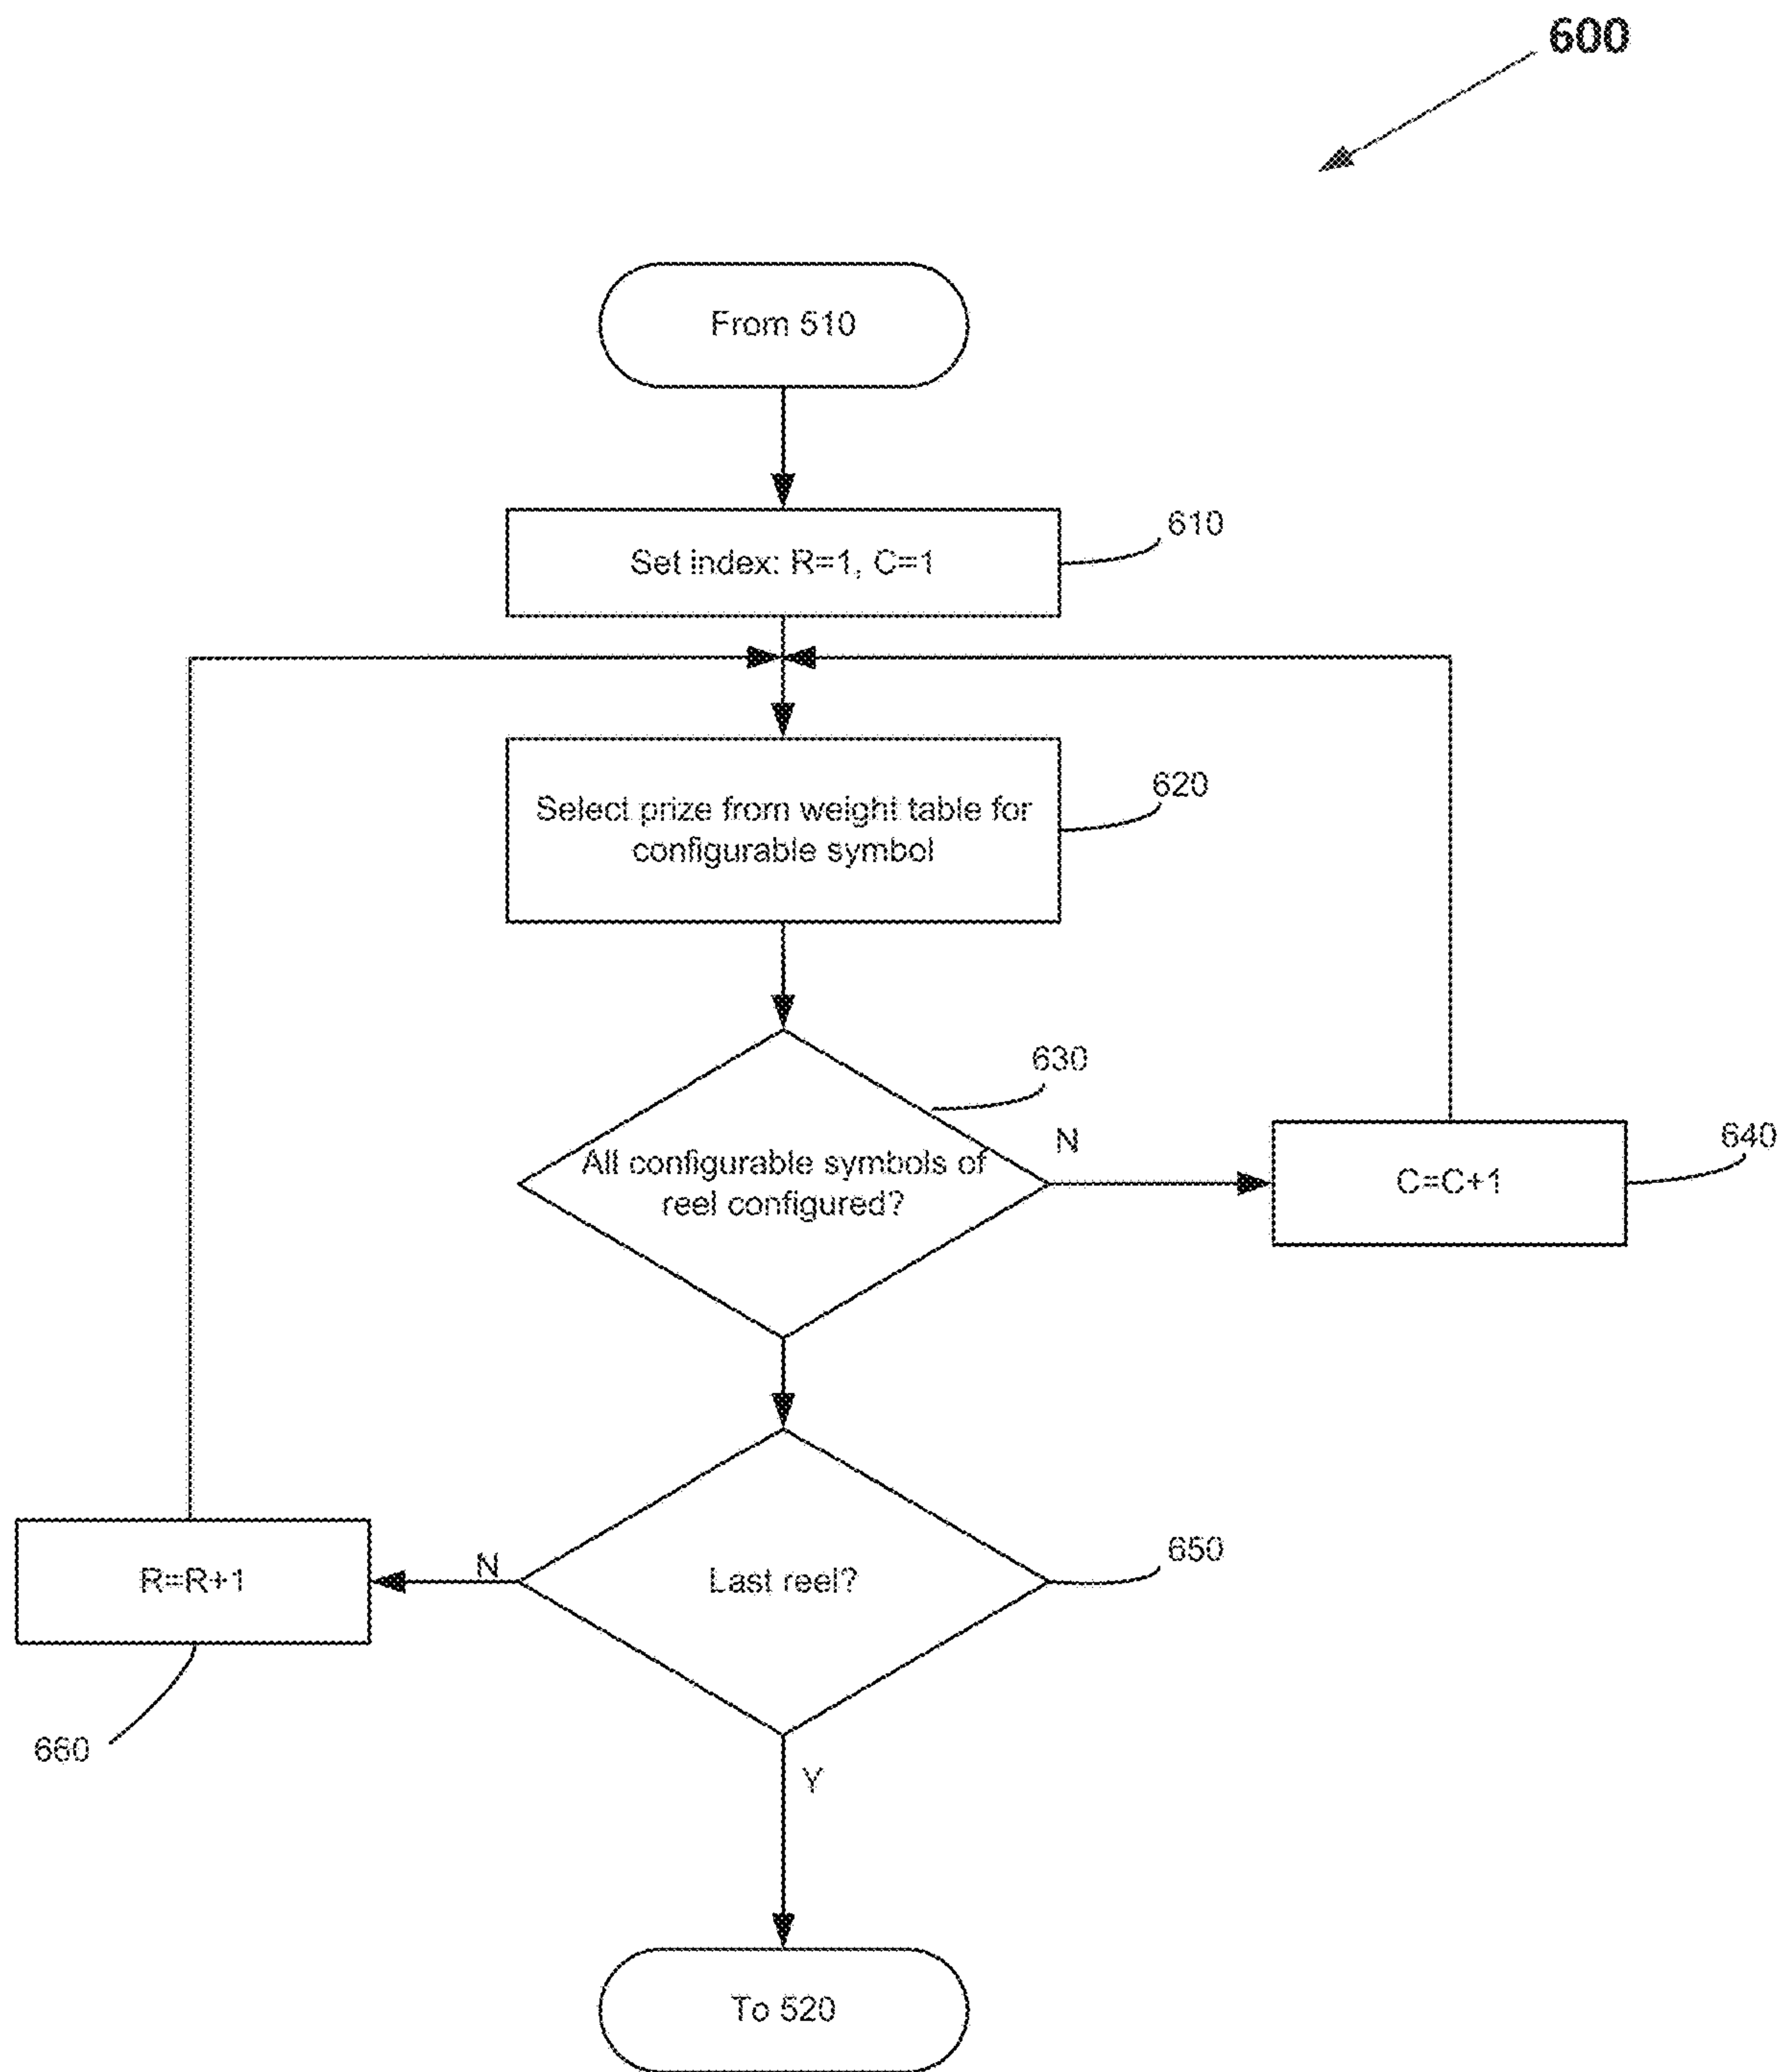 600
From 510
Set index: R=1, C=1
610
Select prize from weight table for
configurable symbol
620
630
All configurable symbols of
reel configured?
N
C=C+1
640
Last reel?
650
N
R=R+1
660
Y
To 520